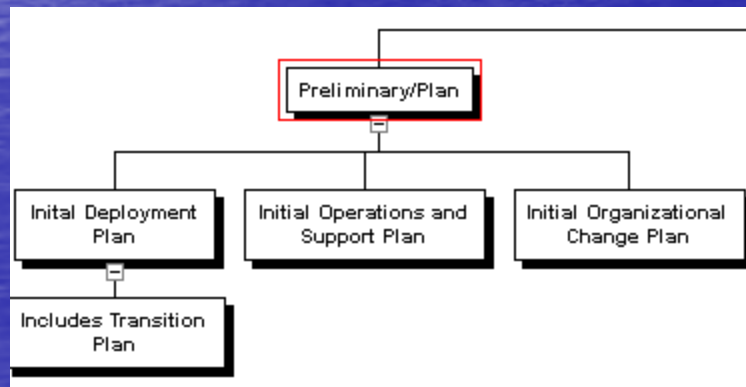 Preliminary/Plan
Inital Deployment
Plan
Initial Operations and
Support Plan
Initial Organizational
Change Plan
Includes Transition
Plan